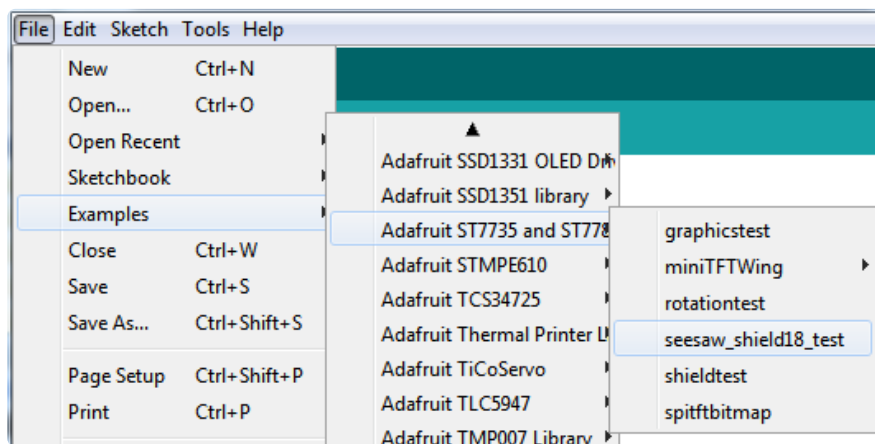 File Edit Sketch Tools Help
New Ctrl+N
Open... Ctrl+O
Open Recent
Sketchbook
Examples
Close Ctrl+W
Save Ctrl+S
Save As... Ctrl+Shift+S
Page Setup Ctrl+Shift+P
Print Ctrl+P
Adafruit SSD1331 OLED Dri
Adafruit SSD1351 library
Adafruit ST7735 and ST778
Adafruit STMPE610
Adafruit TCS34725
Adafruit Thermal Printer L
Adafruit TiCoServo
Adafruit TLC5947
Adafruit TMP007 Library
graphicstest
miniTFTWing
rotationtest
seesaw_shield18_test
shieldtest
spitftbitmap